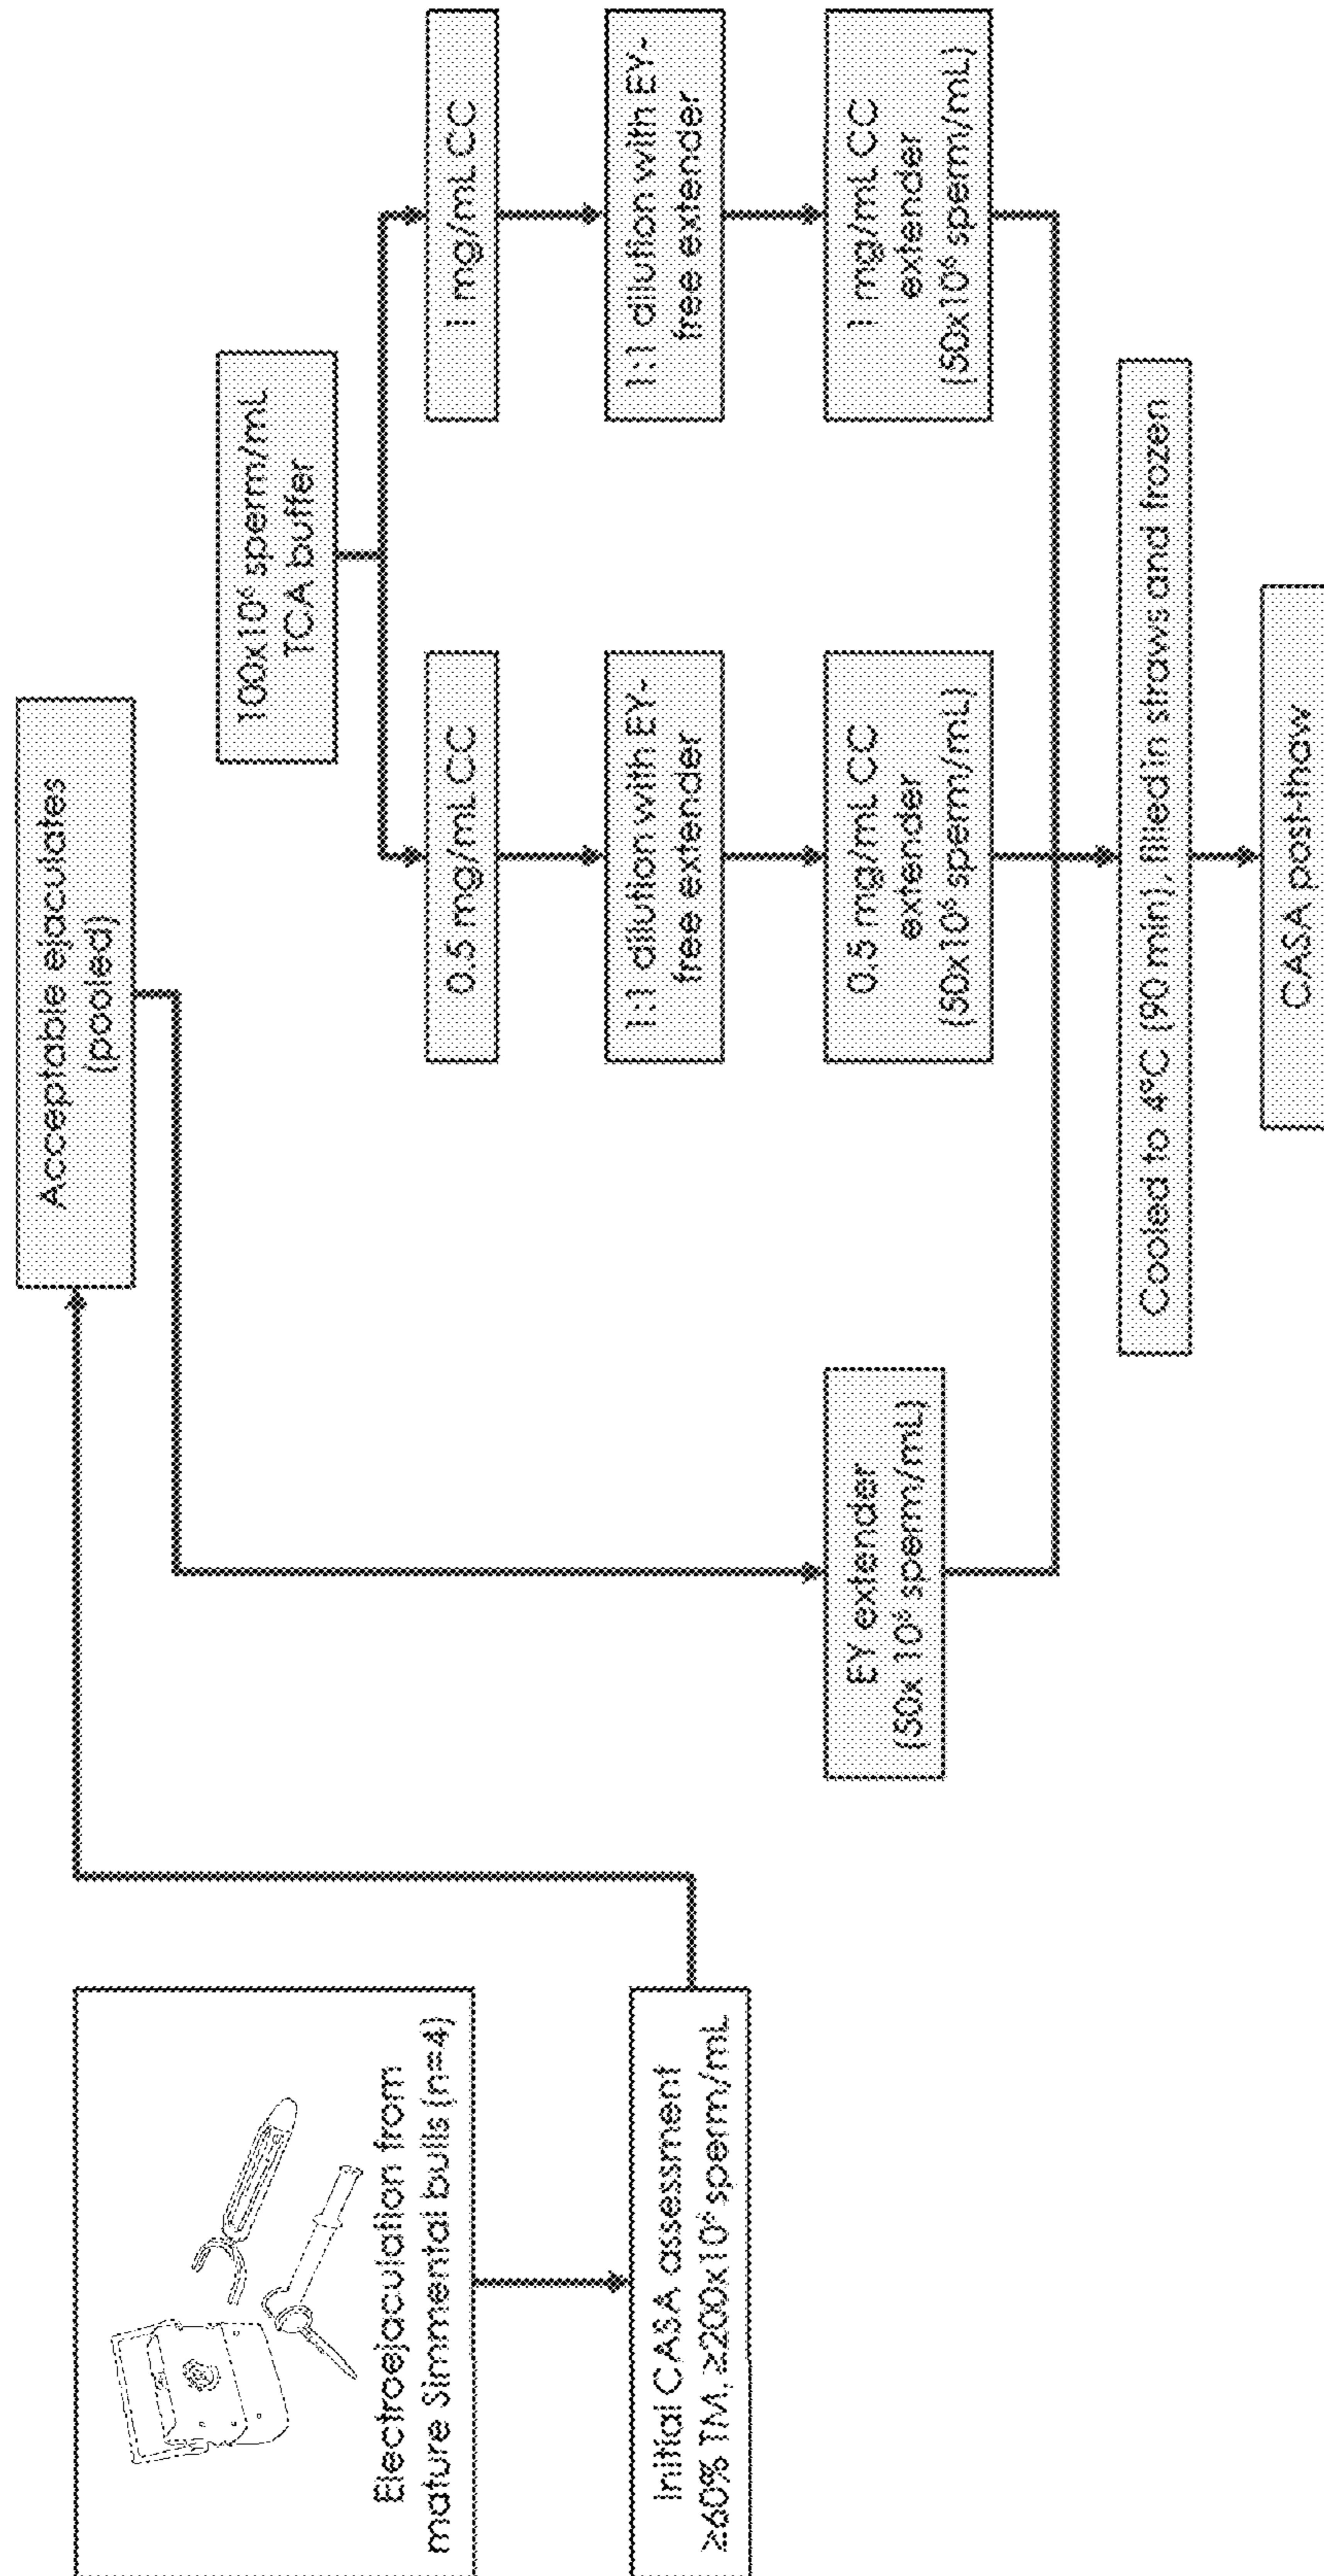 Electroejaculation from
mature Simmental bulls (n=4)
Initial CASA assessment
≥60% TM, ≥200x10⁶ sperm/mL
Acceptable ejaculates
(pooled)
EY extender
(50x 10⁶ sperm/mL)
100x10⁶ sperm/mL
TCA buffer
0.5 mg/mL CC
1:1 dilution with EY-
free extender
0.5 mg/mL CC
extender
(50x10⁶ sperm/mL)
1 mg/mL CC
1:1 dilution with EY-
free extender
1 mg/mL CC
extender
(50x10⁶ sperm/mL)
Cooled to 4°C (90 min), filled in straws and frozen
CASA post-thaw